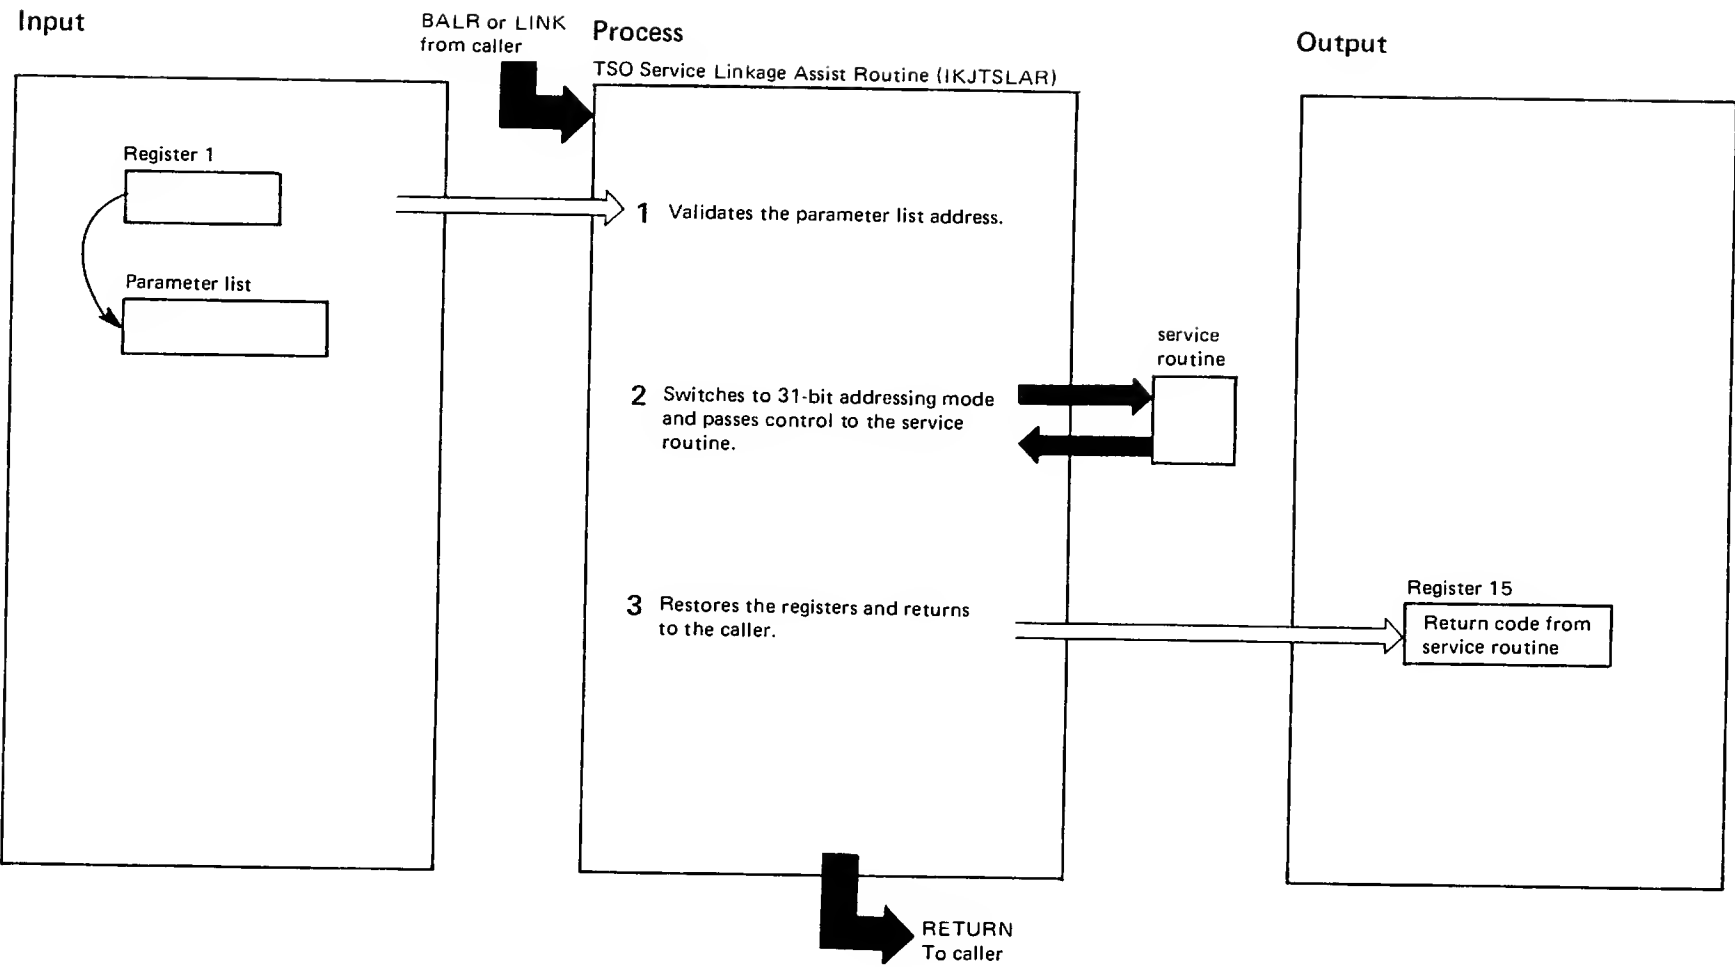 Input
BALR or LINK
from caller
Process
TSO Service Linkage Assist Routine (IKJTSLAR)
Output
Register 1
Parameter list
1 Validates the parameter list address.
service
routine
2 Switches to 31-bit addressing mode
and passes control to the service
routine.
3 Restores the registers and returns
to the caller.
Register 15
Return code from
service routine
RETURN
To caller